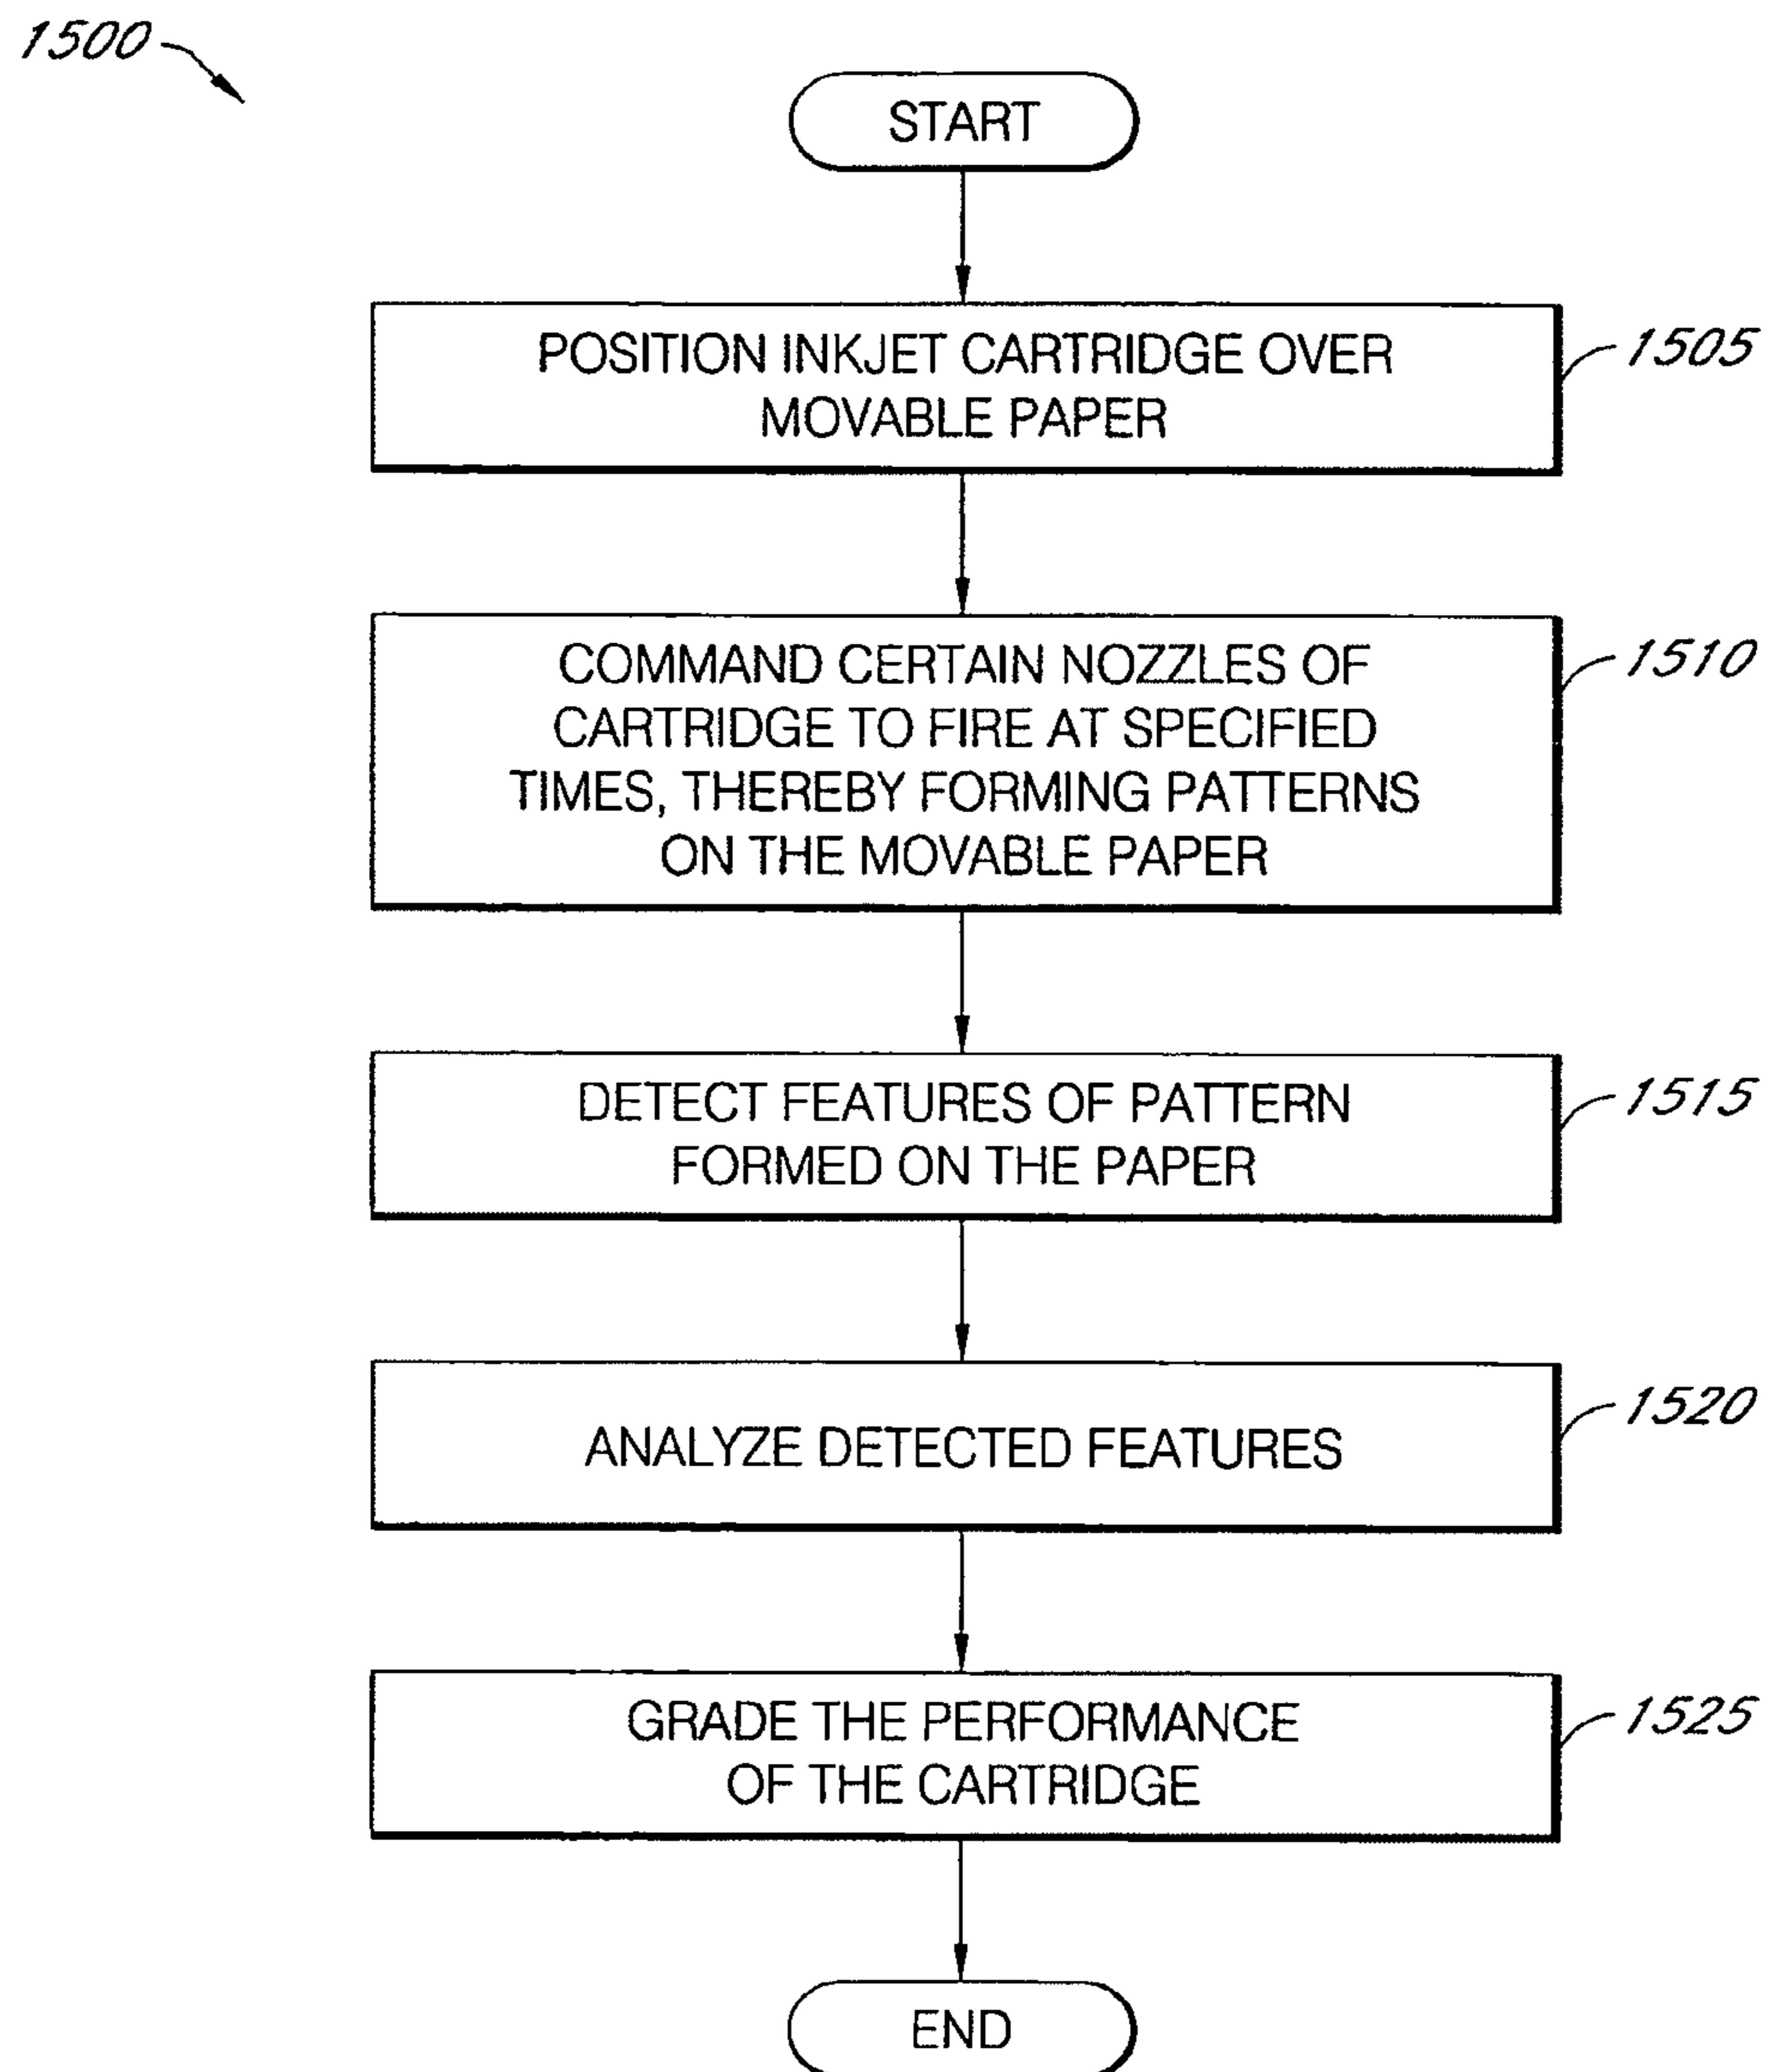 1500
START
POSITION INKJET CARTRIDGE OVER
MOVABLE PAPER
1505
COMMAND CERTAIN NOZZLES OF
CARTRIDGE TO FIRE AT SPECIFIED
TIMES, THEREBY FORMING PATTERNS
ON THE MOVABLE PAPER
1510
DETECT FEATURES OF PATTERN
FORMED ON THE PAPER
1515
ANALYZE DETECTED FEATURES
1520
GRADE THE PERFORMANCE
OF THE CARTRIDGE
1525
END